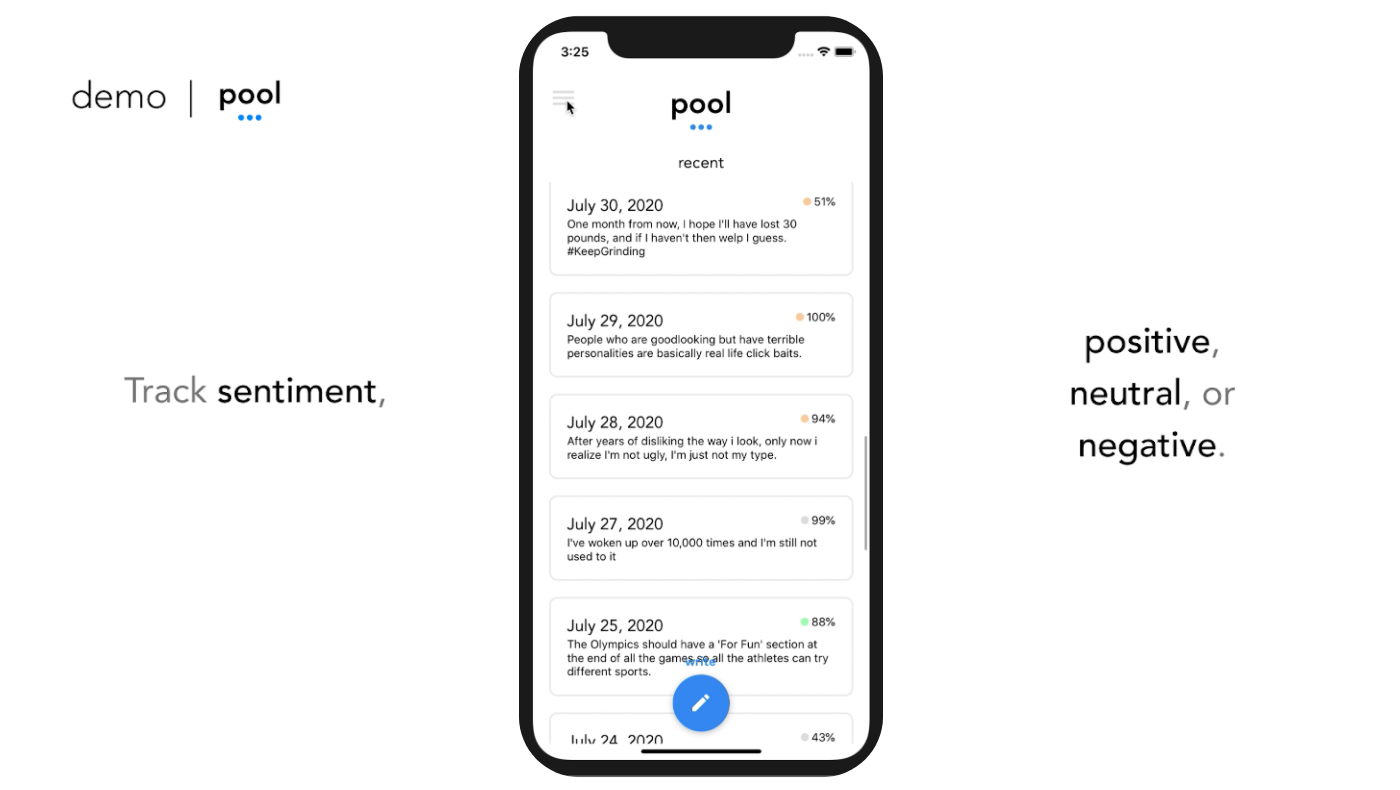 demo | pool
Track sentiment,
3:25
pool
recent
July 30, 2020
51%
One month from now, I hope I'll have lost 30
pounds, and if I haven't then welp I guess.
#KeepGrinding
July 29, 2020
100%
People who are goodlooking but have terrible
personalities are basically real life click baits.
July 28, 2020
94%
After years of disliking the way i look, only now i
realize I'm not ugly, I'm just not my type.
July 27, 2020
99%
I've woken up over 10,000 times and I'm still not
used to it
July 25, 2020
88%
The Olympics should have a 'For Fun' section at
the end of all the games so all the athletes can try
different sports.
write
July 24, 2020
43%
positive,
neutral, or
negative.